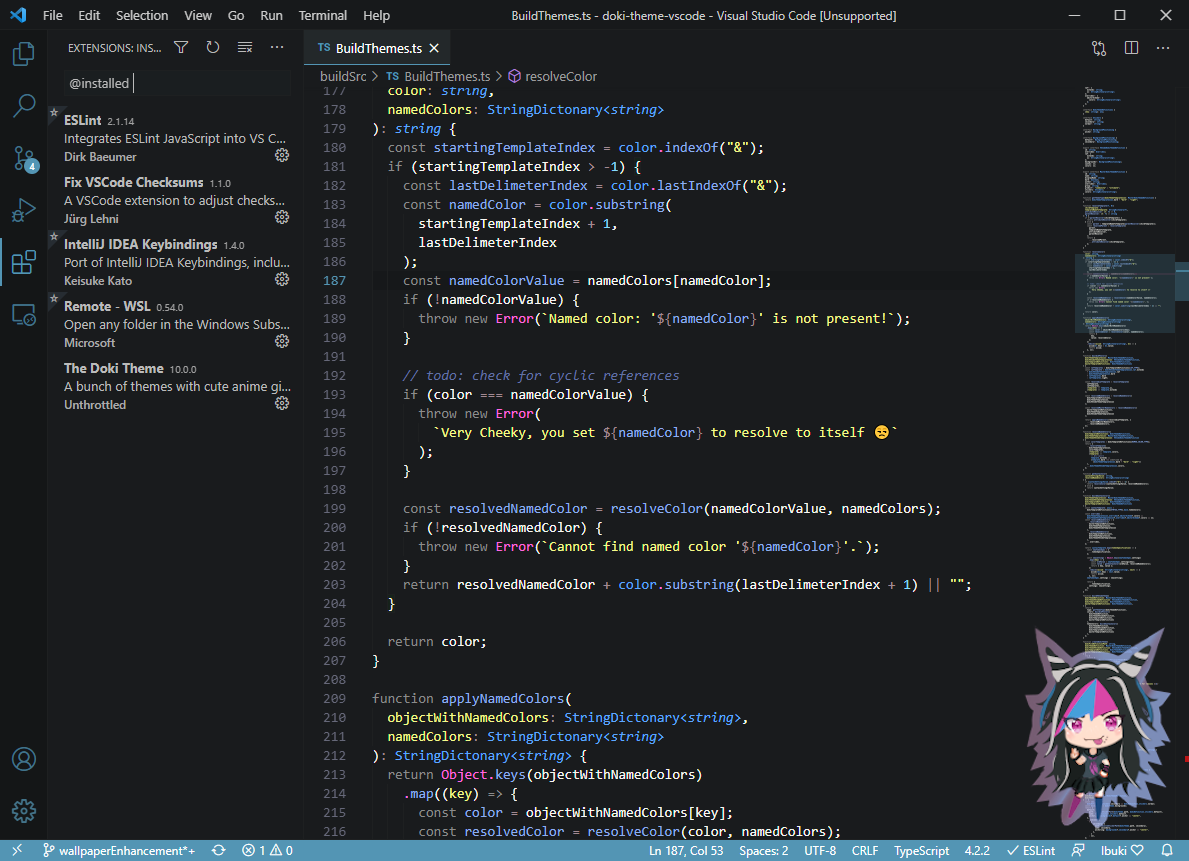 File Edit Selection View Go Run Terminal Help
BuildThemes.ts - doki-theme-vscode - Visual Studio Code [Unsupported]
EXTENSIONS: INS...
TS BuildThemes.ts
@installed
buildSrc > TS BuildThemes.ts > resolveColor
4
ESLint 2.1.14
Integrates ESLint JavaScript into VS C...
Dirk Baeumer
Fix VSCode Checksums 1.1.0
A VSCode extension to adjust checks...
Jürg Lehni
IntelliJ IDEA Keybindings 1.4.0
Port of IntelliJ IDEA Keybindings, inclu...
Keisuke Kato
Remote - WSL 0.54.0
Open any folder in the Windows Subs...
Microsoft
The Doki Theme 10.0.0
A bunch of themes with cute anime gi...
Unthrottled
177 color: string,
178 namedColors: StringDictonary<string>
179 ): string {
180 const startingTemplateIndex = color.indexOf("&");
181 if (startingTemplateIndex > -1) {
182 const lastDelimeterIndex = color.lastIndexOf("&");
183 const namedColor = color.substring(
184 startingTemplateIndex + 1,
185 lastDelimeterIndex
186 );
187 const namedColorValue = namedColors[namedColor];
188 if (!namedColorValue) {
189 throw new Error(`Named color: '${namedColor}' is not present!`);
190 }
191
192 // todo: check for cyclic references
193 if (color === namedColorValue) {
194 throw new Error(
195 `Very Cheeky, you set ${namedColor} to resolve to itself 😒`
196 );
197 }
198
199 const resolvedNamedColor = resolveColor(namedColorValue, namedColors);
200 if (!resolvedNamedColor) {
201 throw new Error(`Cannot find named color '${namedColor}'.`);
202 }
203 return resolvedNamedColor + color.substring(lastDelimeterIndex + 1) || "";
204 }
205
206 return color;
207 }
208
209 function applyNamedColors(
210 objectWithNamedColors: StringDictonary<string>,
211 namedColors: StringDictonary<string>
212 ): StringDictonary<string> {
213 return Object.keys(objectWithNamedColors)
214 .map((key) => {
215 const color = objectWithNamedColors[key];
216 const resolvedColor = resolveColor(color, namedColors);
wallpaperEnhancement*+ 1 0 Ln 187, Col 53 Spaces: 2 UTF-8 CRLF TypeScript 4.2.2 ESLint Ibuki♡